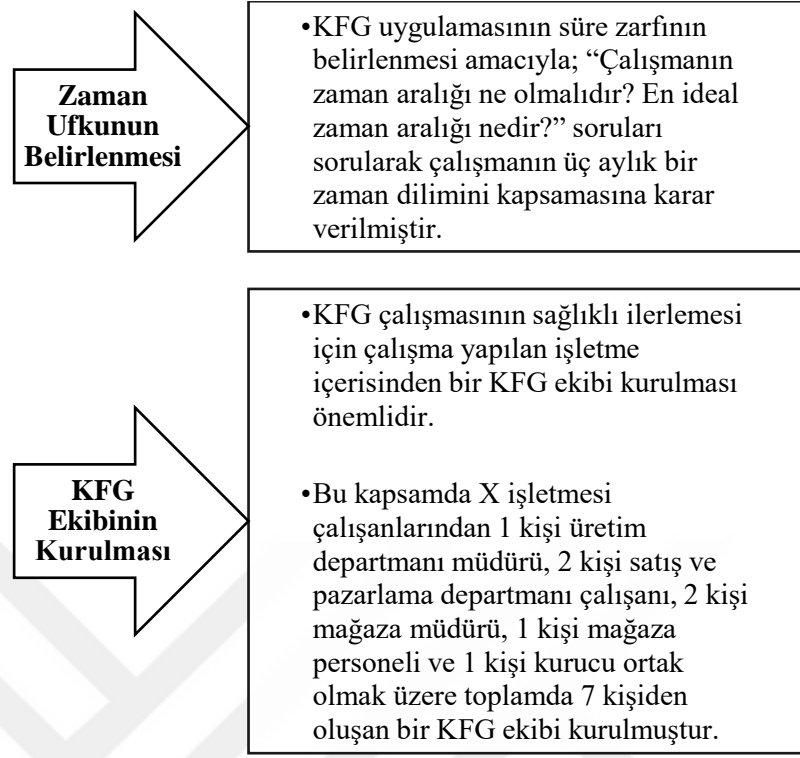 Zaman
Ufkunun
Belirlenmesi
•KFG uygulamasının süre zarfının
belirlenmesi amacıyla; “Çalışmanın
zaman aralığı ne olmalıdır? En ideal
zaman aralığı nedir?” soruları
sorularak çalışmanın üç aylık bir
zaman dilimini kapsamasına karar
verilmiştir.
KFG
Ekibinin
Kurulması
•KFG çalışmasının sağlıklı ilerlemesi
için çalışma yapılan işletme
içerisinden bir KFG ekibi kurulması
önemlidir.
•Bu kapsamda X işletmesi
çalışanlarından 1 kişi üretim
departmanı müdürü, 2 kişi satış ve
pazarlama departmanı çalışanı, 2 kişi
mağaza müdürü, 1 kişi mağaza
personeli ve 1 kişi kurucu ortak
olmak üzere toplamda 7 kişiden
oluşan bir KFG ekibi kurulmuştur.